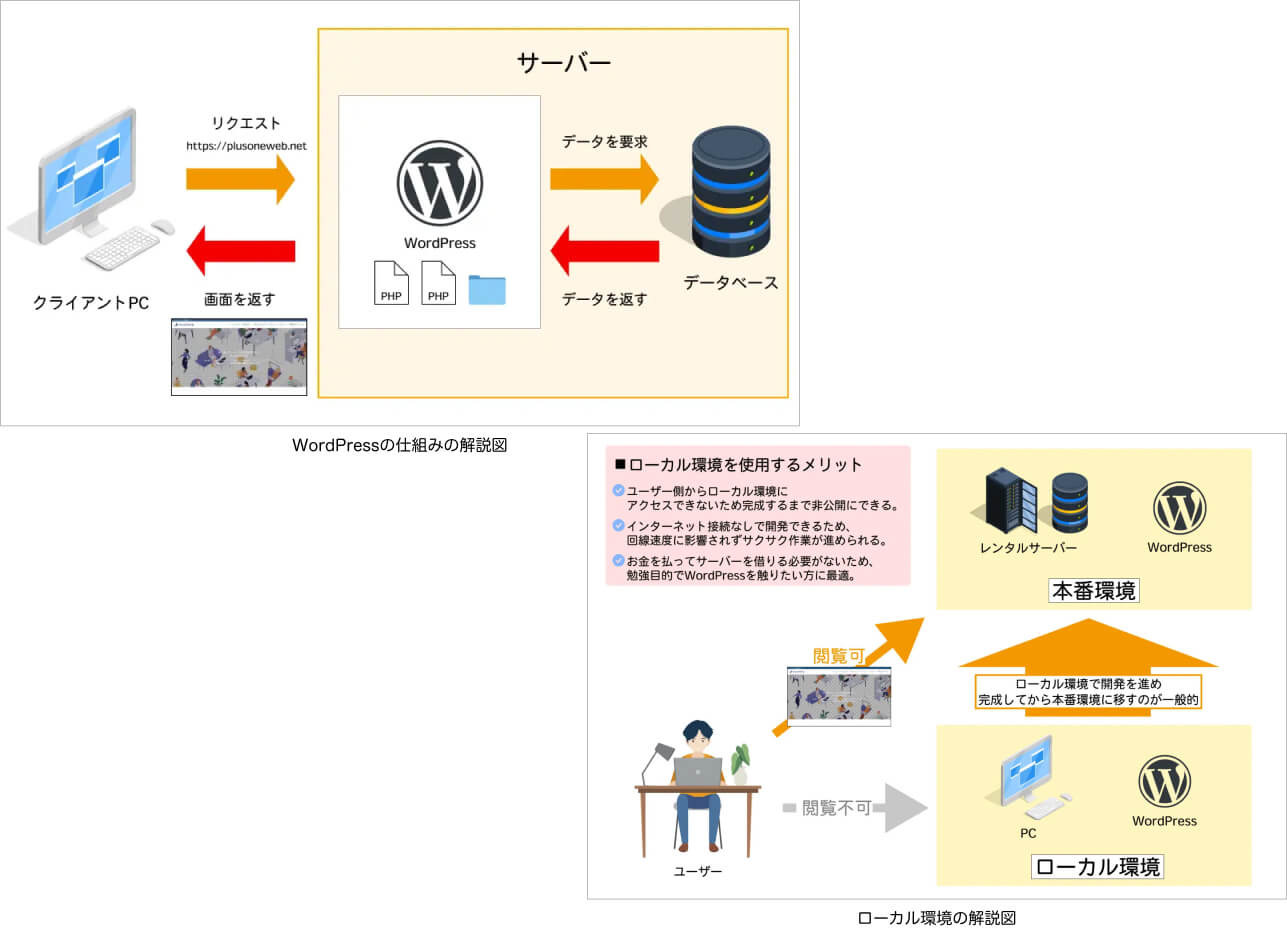 サーバー
リクエスト
https://plusoneweb.net
データを要求
WordPress
PHP
PHP
クライアントPC
画面を返す
データを返す
データベース
WordPressの仕組みの解説図
■ローカル環境を使用するメリット
ユーザー側からローカル環境に
アクセスできないため完成するまで非公開にできる。
インターネット接続なしで開発できるため、
回線速度に影響されずサクサク作業が進められる。
お金を払ってサーバーを借りる必要がないため、
勉強目的でWordPressを触りたい方に最適。
レンタルサーバー
WordPress
本番環境
閲覧可
ローカル環境で開発を進め
完成してから本番環境に移すのが一般的
閲覧不可
ユーザー
PC
WordPress
ローカル環境
ローカル環境の解説図